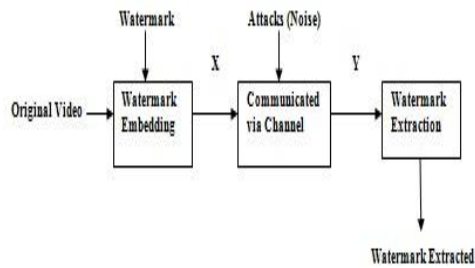 Watermark
Attacks (Noise)
X
Y
Original Video
Watermark
Embedding
Communicated
via Channel
Watermark
Extraction
Watermark Extracted